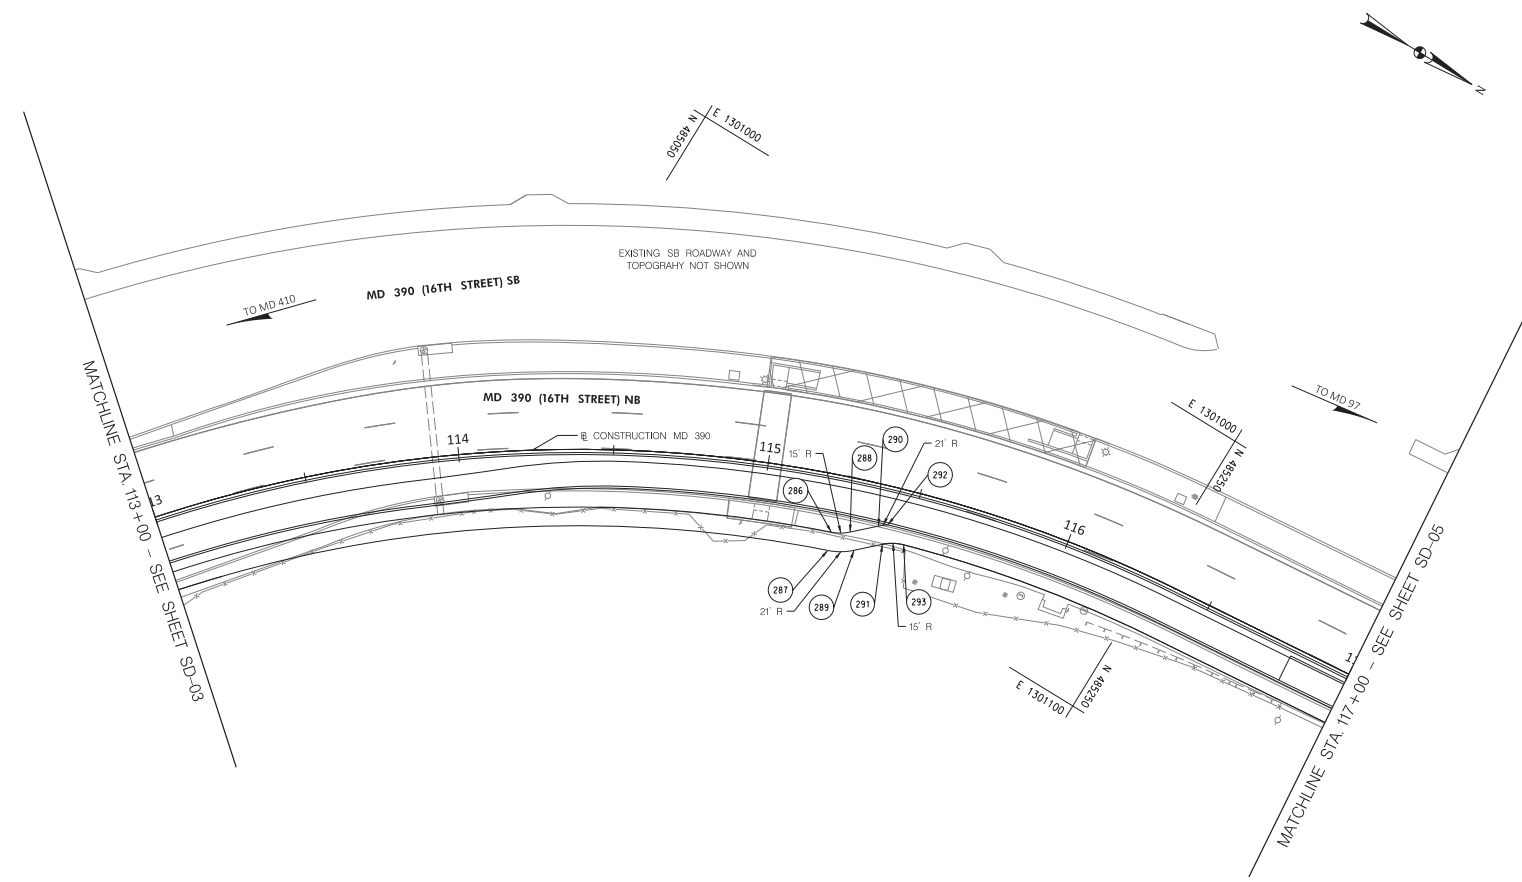 N
N 485050
E 1301000
EXISTING SB ROADWAY AND
TOPOGRAHY NOT SHOWN
MD 390 (16TH STREET) SB
TO MD 410
MATCHLINE STA. 113+00 - SEE SHEET SD-03
MD 390 (16TH STREET) NB
TO MD 97
E 1301000
N 485250
13
114
℄ CONSTRUCTION MD 390
115
15' R
286
288
290
21' R
292
116
287
21' R
289
291
293
15' R
E 1301100
N 485250
MATCHLINE STA. 117+00 - SEE SHEET SD-05